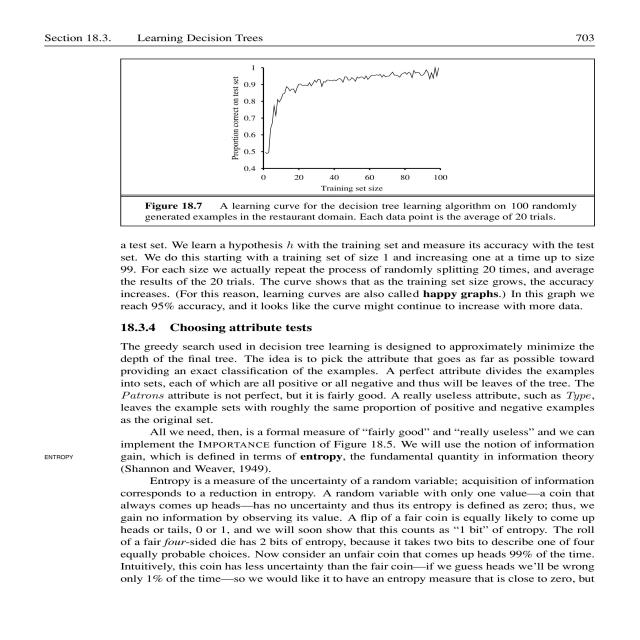 Section 18.3. Learning Decision Trees 703
1
0.9
0.8
0.7
0.6
0.5
0.4
Proportion correct on test set
0 20 40 60 80 100
Training set size
Figure 18.7 A learning curve for the decision tree learning algorithm on 100 randomly
generated examples in the restaurant domain. Each data point is the average of 20 trials.
a test set. We learn a hypothesis h with the training set and measure its accuracy with the test
set. We do this starting with a training set of size 1 and increasing one at a time up to size
99. For each size we actually repeat the process of randomly splitting 20 times, and average
the results of the 20 trials. The curve shows that as the training set size grows, the accuracy
increases. (For this reason, learning curves are also called happy graphs.) In this graph we
reach 95% accuracy, and it looks like the curve might continue to increase with more data.
18.3.4 Choosing attribute tests
The greedy search used in decision tree learning is designed to approximately minimize the
depth of the final tree. The idea is to pick the attribute that goes as far as possible toward
providing an exact classification of the examples. A perfect attribute divides the examples
into sets, each of which are all positive or all negative and thus will be leaves of the tree. The
Patrons attribute is not perfect, but it is fairly good. A really useless attribute, such as Type,
leaves the example sets with roughly the same proportion of positive and negative examples
as the original set.
All we need, then, is a formal measure of “fairly good” and “really useless” and we can
implement the IMPORTANCE function of Figure 18.5. We will use the notion of information
ENTROPY
gain, which is defined in terms of entropy, the fundamental quantity in information theory
(Shannon and Weaver, 1949).
Entropy is a measure of the uncertainty of a random variable; acquisition of information
corresponds to a reduction in entropy. A random variable with only one value—a coin that
always comes up heads—has no uncertainty and thus its entropy is defined as zero; thus, we
gain no information by observing its value. A flip of a fair coin is equally likely to come up
heads or tails, 0 or 1, and we will soon show that this counts as “1 bit” of entropy. The roll
of a fair four-sided die has 2 bits of entropy, because it takes two bits to describe one of four
equally probable choices. Now consider an unfair coin that comes up heads 99% of the time.
Intuitively, this coin has less uncertainty than the fair coin—if we guess heads we’ll be wrong
only 1% of the time—so we would like it to have an entropy measure that is close to zero, but